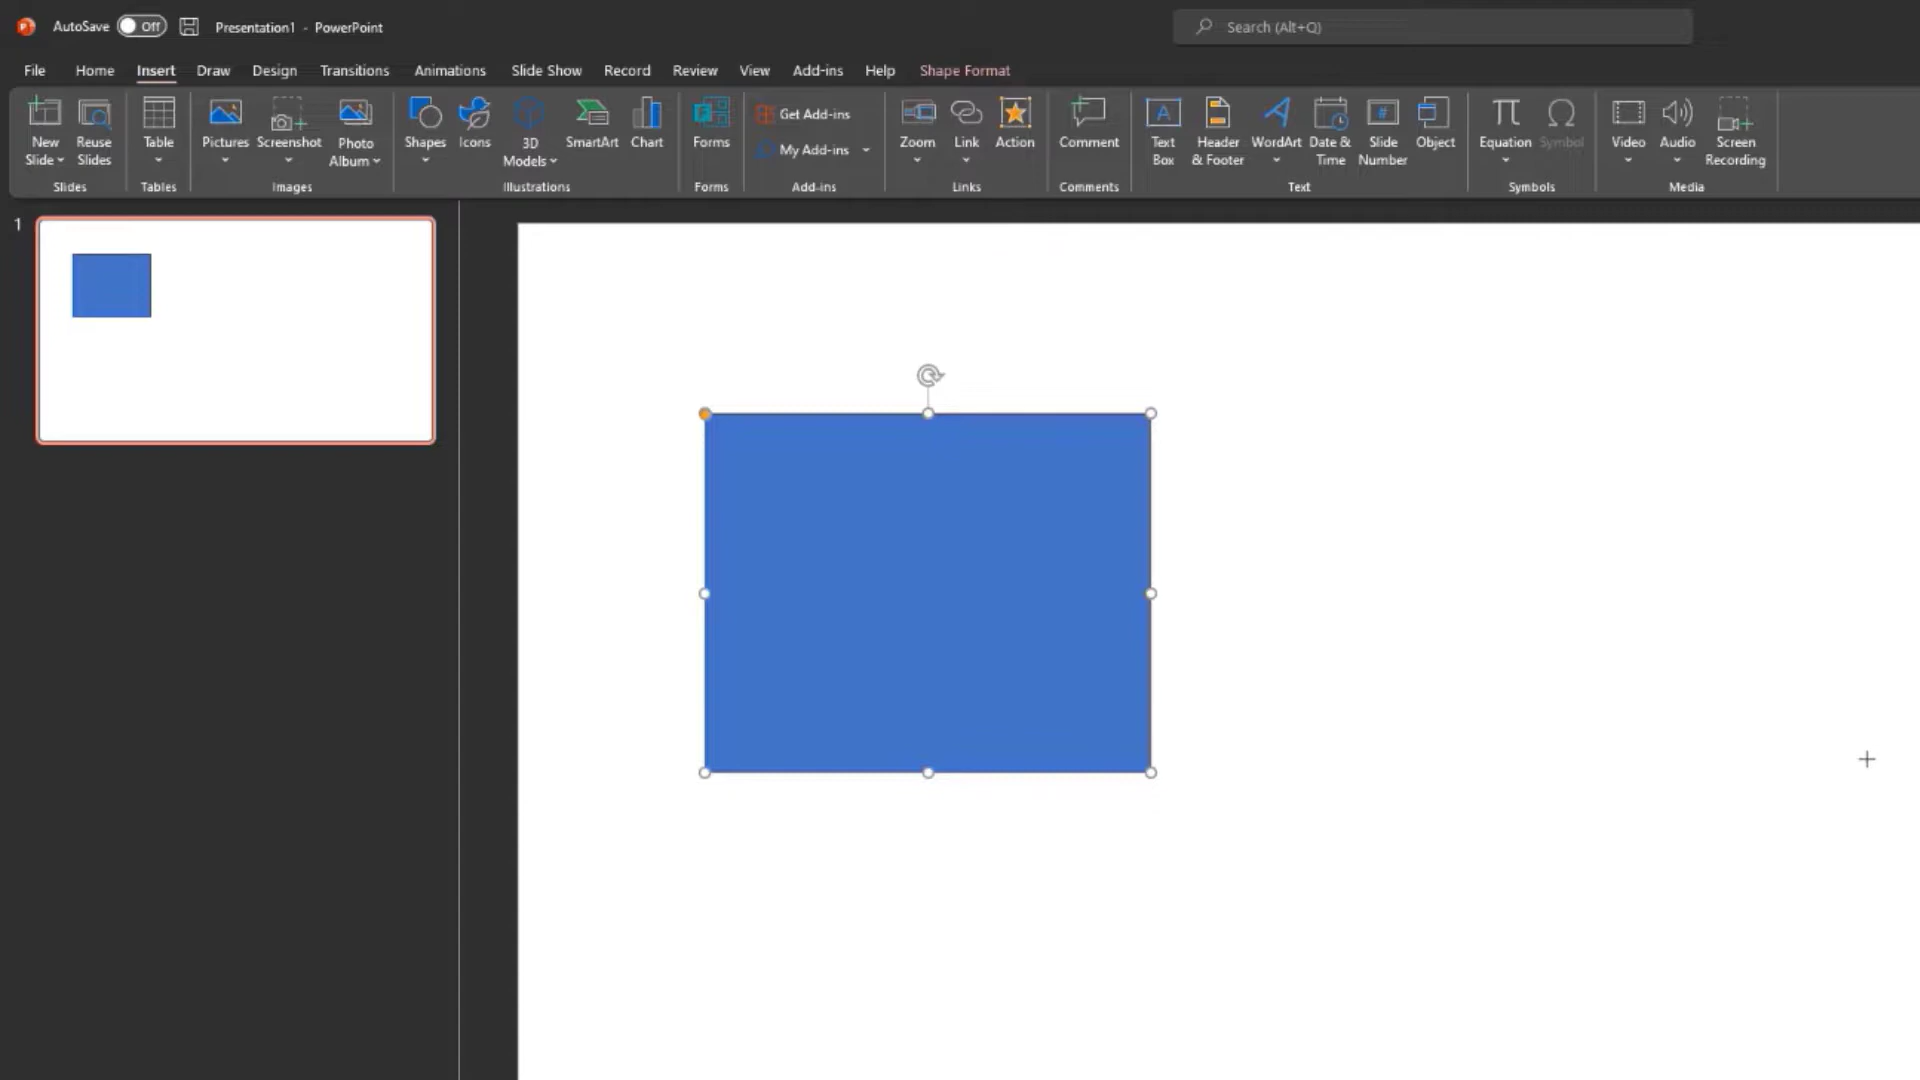 AutoSave Off Presentation1 - PowerPoint Search (Alt+Q)
File Home Insert Draw Design Transitions Animations Slide Show Record Review View Add-ins Help Shape Format
New Slide Reuse Slides Table Pictures Screenshot Photo Album Shapes Icons 3D Models SmartArt Chart Forms Get Add-ins My Add-ins Zoom Link Action Comment Text Box Header & Footer WordArt Date & Time Slide Number Object Equation Symbol Video Audio Screen Recording
Slides Tables Images Illustrations Forms Add-ins Links Comments Text Symbols Media
1